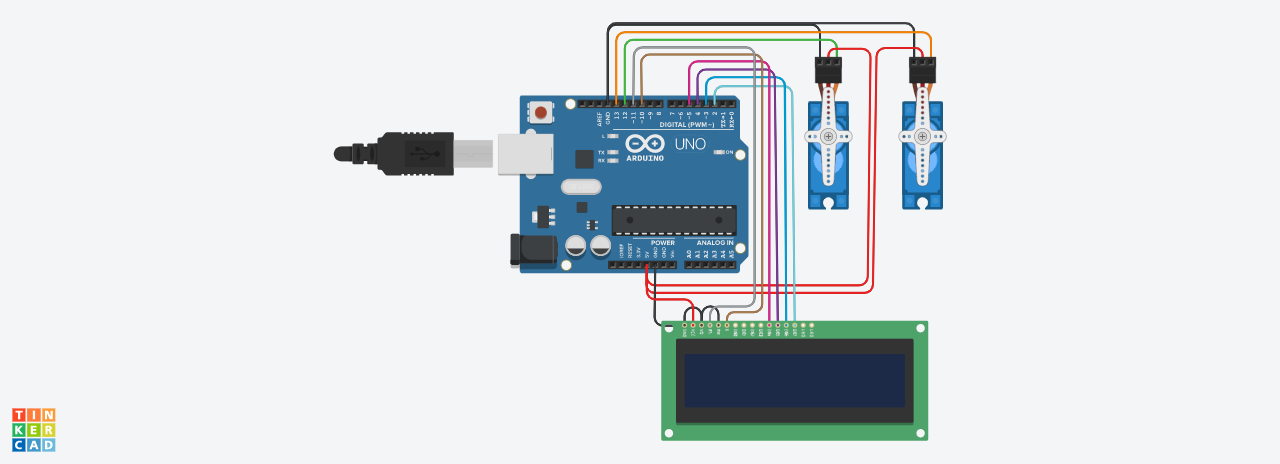 AREF
GND
13
12
~11
~10
~9
8
7
~6
~5
4
~3
2
TX→1
RX←0
DIGITAL (PWM~)
L
TX
RX
ARDUINO
UNO
ON
POWER
ANALOG IN
IOREF
RESET
3.3V
5V
GND
GND
Vin
A0
A1
A2
A3
A4
A5
TIN
KER
CAD